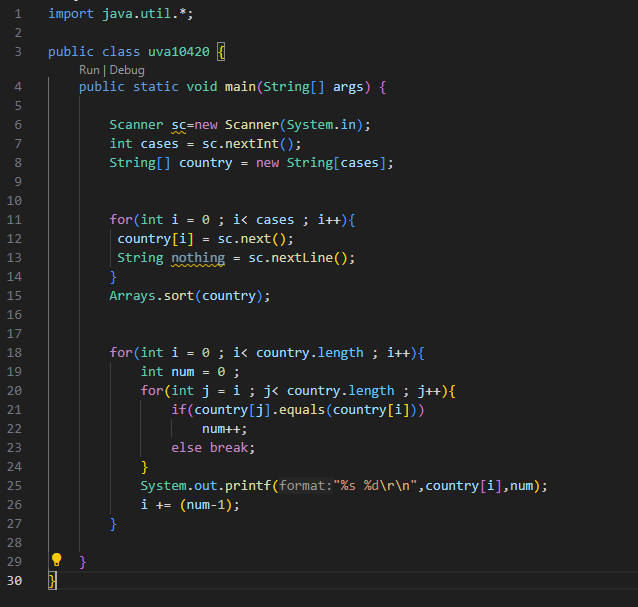 1 import java.util.*;
2
3 public class uva10420 {
Run | Debug
4 public static void main(String[] args) {
5
6 Scanner sc=new Scanner(System.in);
7 int cases = sc.nextInt();
8 String[] country = new String[cases];
9
10
11 for(int i = 0 ; i< cases ; i++){
12 country[i] = sc.next();
13 String nothing = sc.nextLine();
14 }
15 Arrays.sort(country);
16
17
18 for(int i = 0 ; i< country.length ; i++){
19 int num = 0 ;
20 for(int j = i ; j< country.length ; j++){
21 if(country[j].equals(country[i]))
22 num++;
23 else break;
24 }
25 System.out.printf(format:"%s %d\r\n",country[i],num);
26 i += (num-1);
27 }
28
29 }
30 }